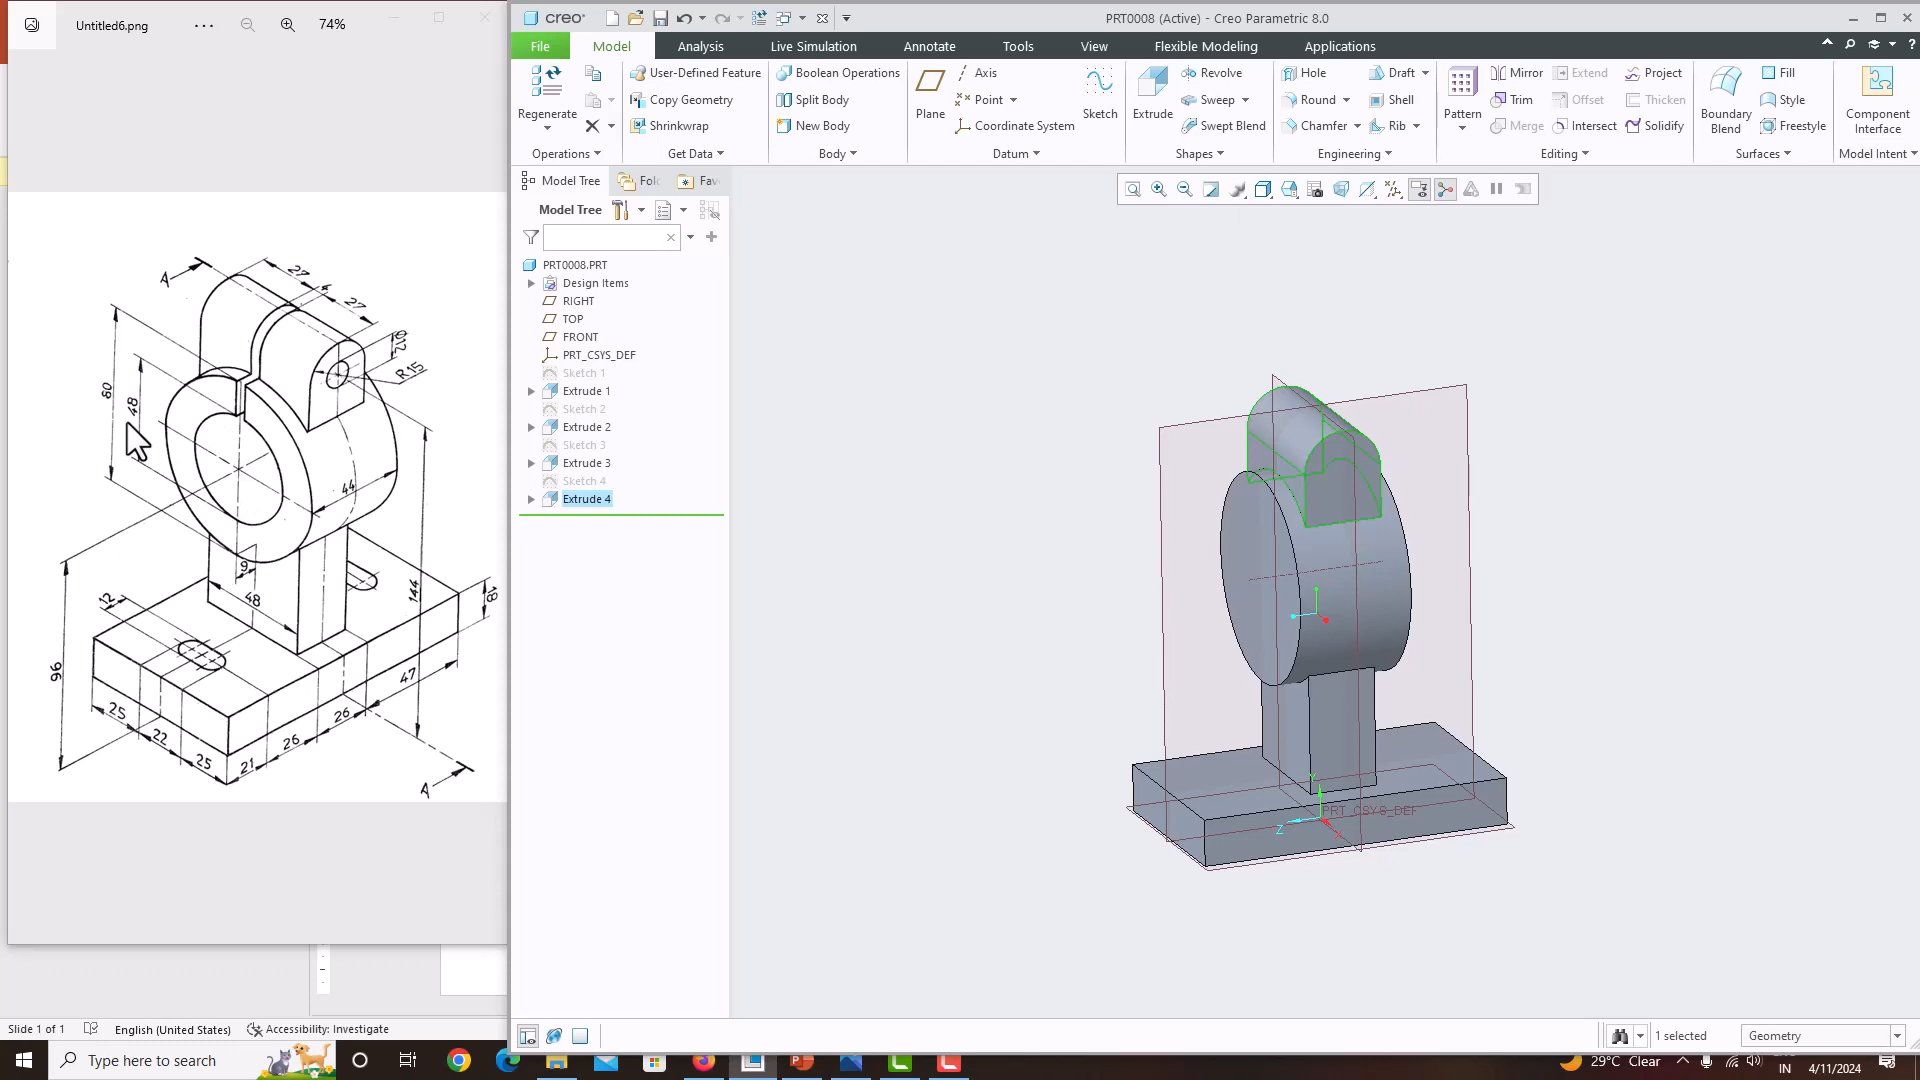 Untitled6.png
74%
creo
PRT0008 (Active) - Creo Parametric 8.0
File
Model
Analysis
Live Simulation
Annotate
Tools
View
Flexible Modeling
Applications
Regenerate
User-Defined Feature
Copy Geometry
Shrinkwrap
Boolean Operations
Split Body
New Body
Plane
Axis
Point
Coordinate System
Sketch
Extrude
Revolve
Sweep
Swept Blend
Hole
Round
Chamfer
Draft
Shell
Rib
Pattern
Mirror
Trim
Merge
Extend
Offset
Intersect
Project
Thicken
Solidify
Boundary
Blend
Fill
Style
Freestyle
Component
Interface
Operations
Get Data
Body
Datum
Shapes
Engineering
Editing
Surfaces
Model Intent
Model Tree
Fol
Fav
Model Tree
PRT0008.PRT
Design Items
RIGHT
TOP
FRONT
PRT_CSYS_DEF
Sketch 1
Extrude 1
Sketch 2
Extrude 2
Sketch 3
Extrude 3
Sketch 4
Extrude 4
A
27
4
27
R15
80
48
44
9
48
12
144
18
96
25
22
25
21
26
26
47
A
Y
PRT_CSYS_DEF
Z
X
1 selected
Geometry
Slide 1 of 1
English (United States)
Accessibility: Investigate
Type here to search
29°C Clear
IN
4/11/2024